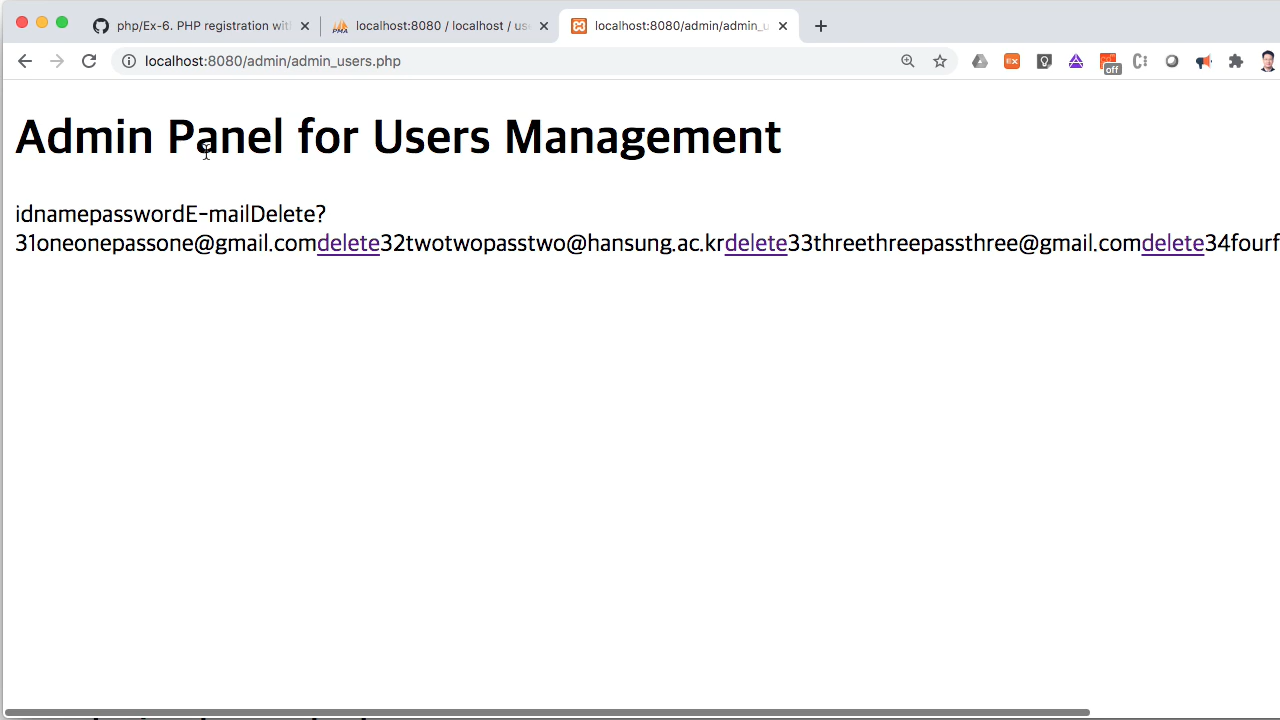 php/Ex-6. PHP registration wit
localhost:8080 / localhost / us
localhost:8080/admin/admin_u
localhost:8080/admin/admin_users.php
off
Admin Panel for Users Management
idnamepasswordE-mailDelete?
31oneonepassone@gmail.comdelete32twotwopasstwo@hansung.ac.krdelete33threethreepassthree@gmail.comdelete34fourf